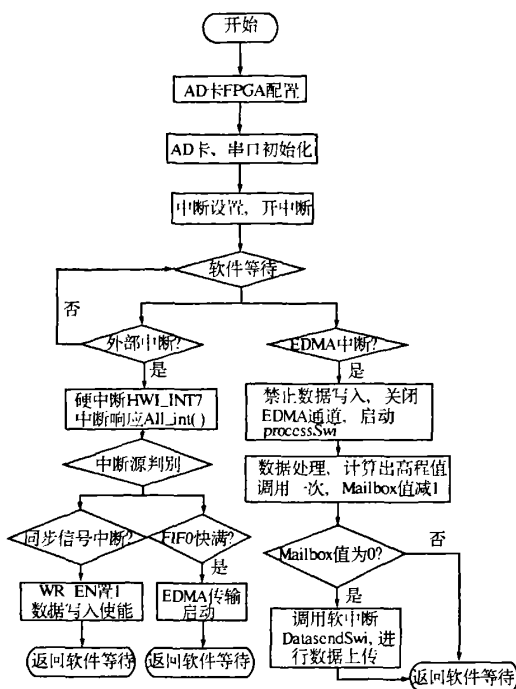 开始
AD卡FPGA配置
AD卡、串口初始化
中断设置，开中断
软件等待
否
外部中断?
EDMA中断?
是
是
硬中断HWI_INT7
中断响应All_int()
禁止数据写入，关闭
EDMA通道，启动
processSwi
中断源判别
数据处理，计算出高程值
调用一次，Mailbox值减1
同步信号中断?
FIFO快满?
Mailbox值为0?
否
是
是
WR_EN置1
数据写入使能
EDMA传输
启动
调用软中断
DatasendSwi，进
行数据上传
返回软件等待
返回软件等待
返回软件等待